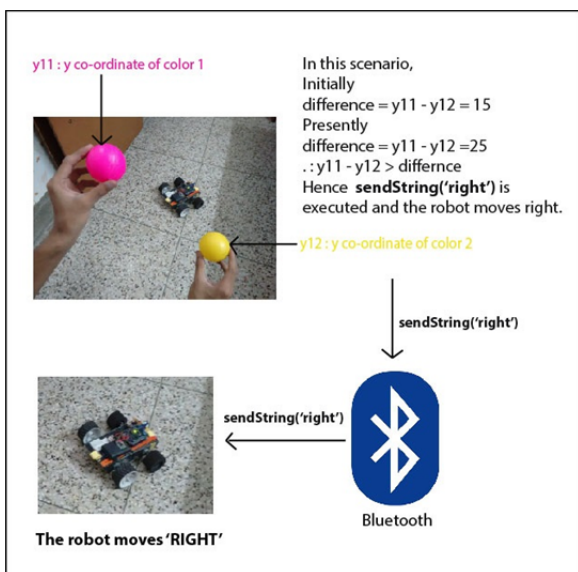 y11 : y co-ordinate of color 1
In this scenario,
Initially
difference = y11 - y12 = 15
Presently
difference = y11 - y12 =25
. : y11 - y12 > differnce
Hence sendString(‘right’) is
executed and the robot moves right.
y12 : y co-ordinate of color 2
sendString(‘right’)
sendString(‘right’)
Bluetooth
The robot moves ‘RIGHT’